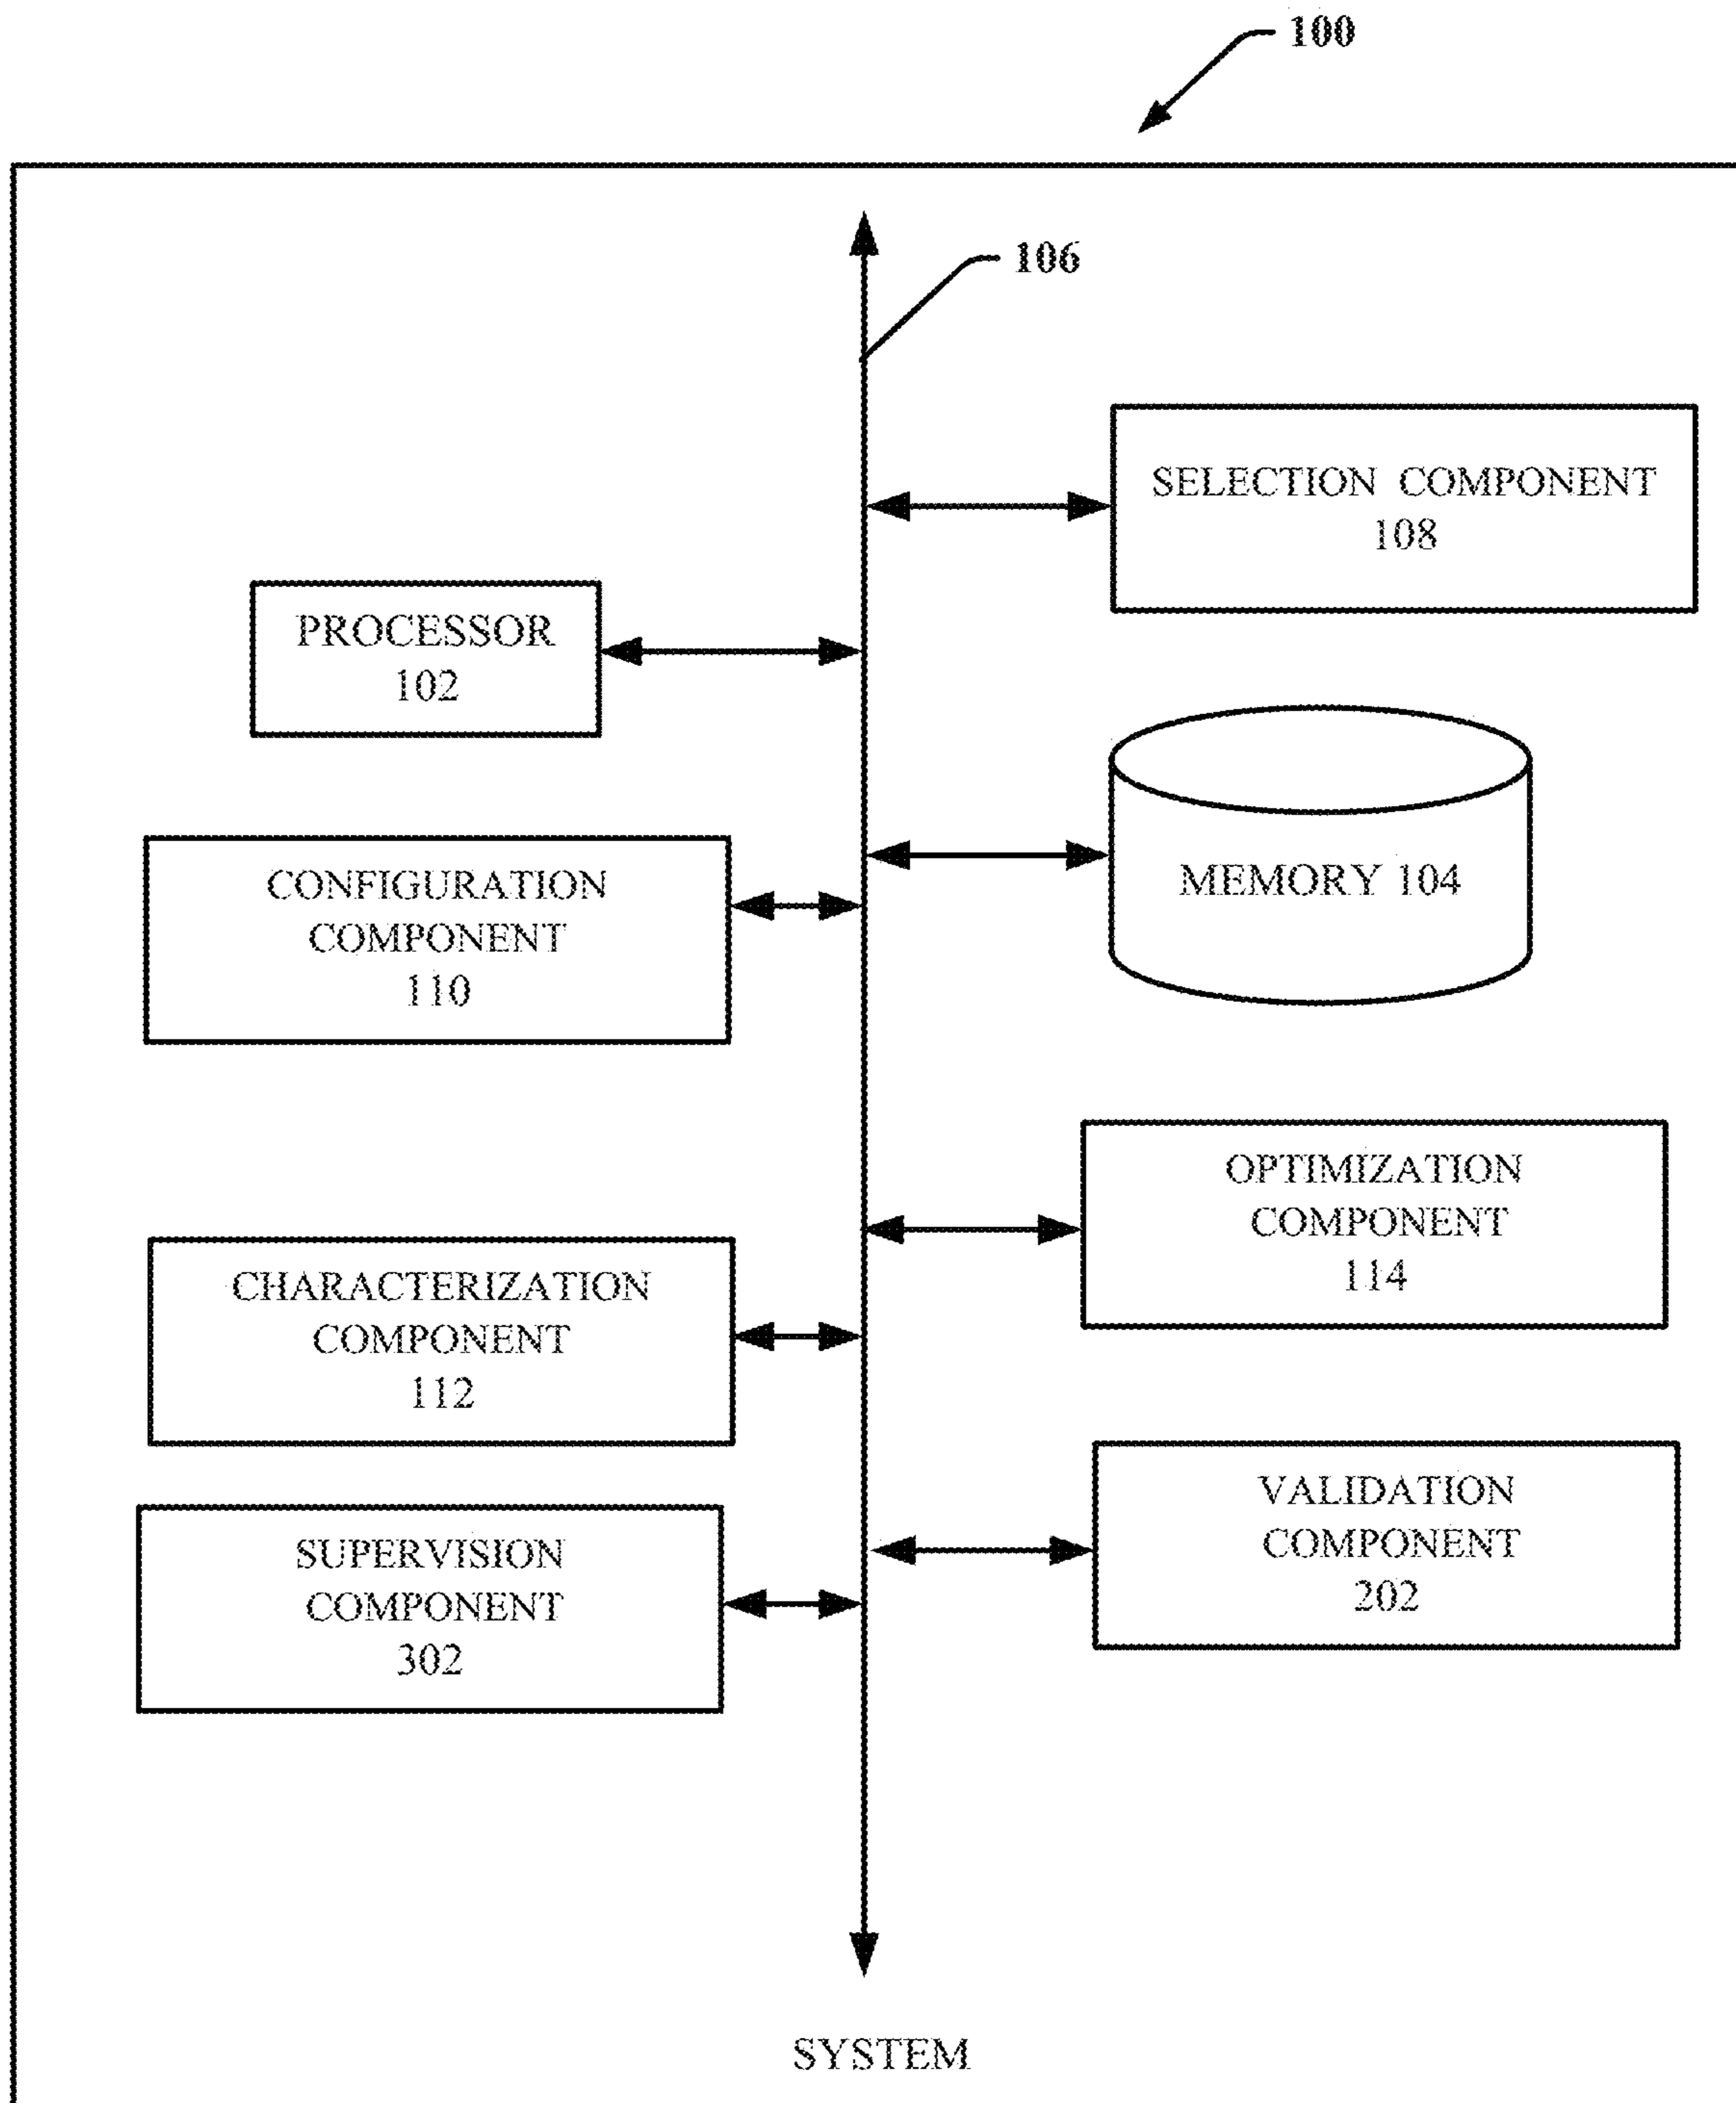 100
106
SELECTION COMPONENT
108
PROCESSOR
102
MEMORY 104
CONFIGURATION
COMPONENT
110
OPTIMIZATION
COMPONENT
114
CHARACTERIZATION
COMPONENT
112
VALIDATION
COMPONENT
202
SUPERVISION
COMPONENT
302
SYSTEM